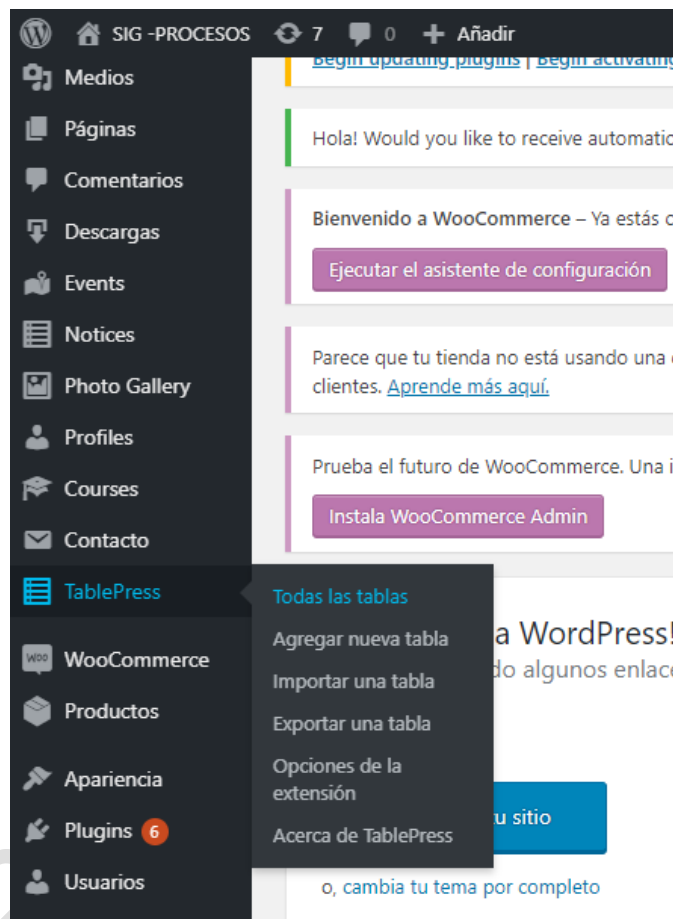 SIG -PROCESOS 7 0 Añadir
Medios
Páginas
Comentarios
Descargas
Events
Notices
Photo Gallery
Profiles
Courses
Contacto
TablePress
WOO WooCommerce
Productos
Apariencia
Plugins 6
Usuarios
Todas las tablas
Agregar nueva tabla
Importar una tabla
Exportar una tabla
Opciones de la
extensión
Acerca de TablePress
Begin updating plugins | Begin activating
Hola! Would you like to receive automatic
Bienvenido a WooCommerce – Ya estás
Ejecutar el asistente de configuración
Parece que tu tienda no está usando una
clientes. Aprende más aquí.
Prueba el futuro de WooCommerce. Una
Instala WooCommerce Admin
a WordPress!
do algunos enlac
tu sitio
o, cambia tu tema por completo